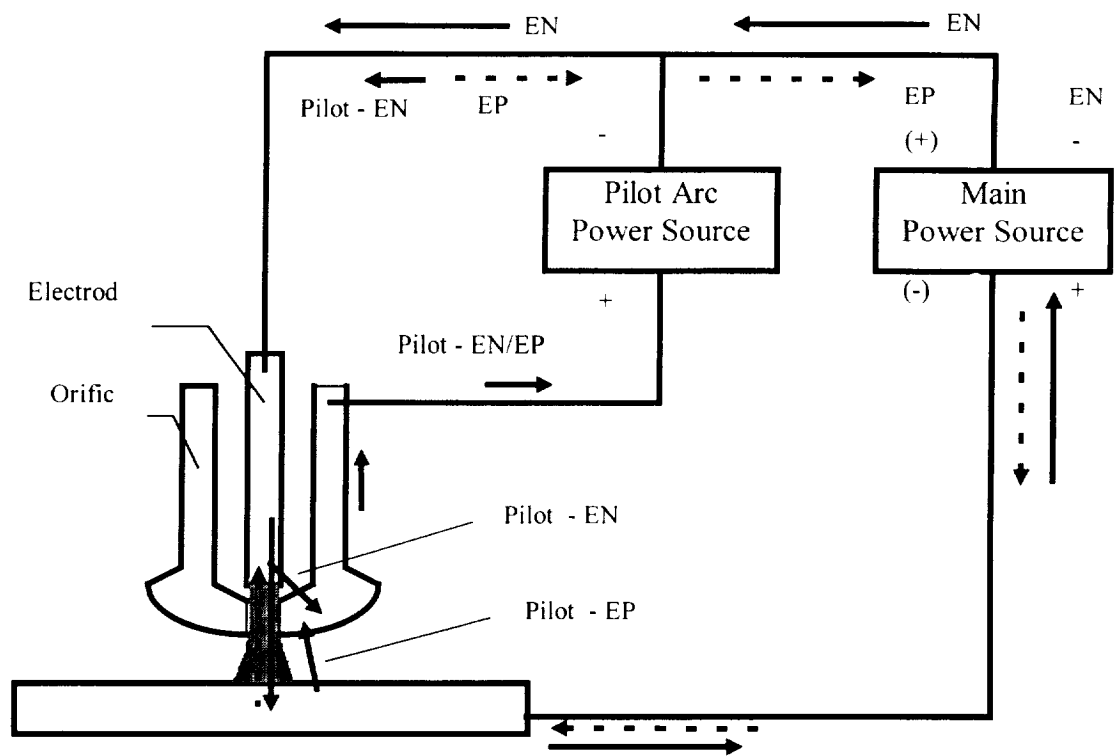 EN
EN
Pilot - EN
EP
EP
EN
-
(+)
-
Pilot Arc
Power Source
Main
Power Source
Electrod
+
(-)
+
Pilot - EN/EP
Orific
Pilot - EN
Pilot - EP